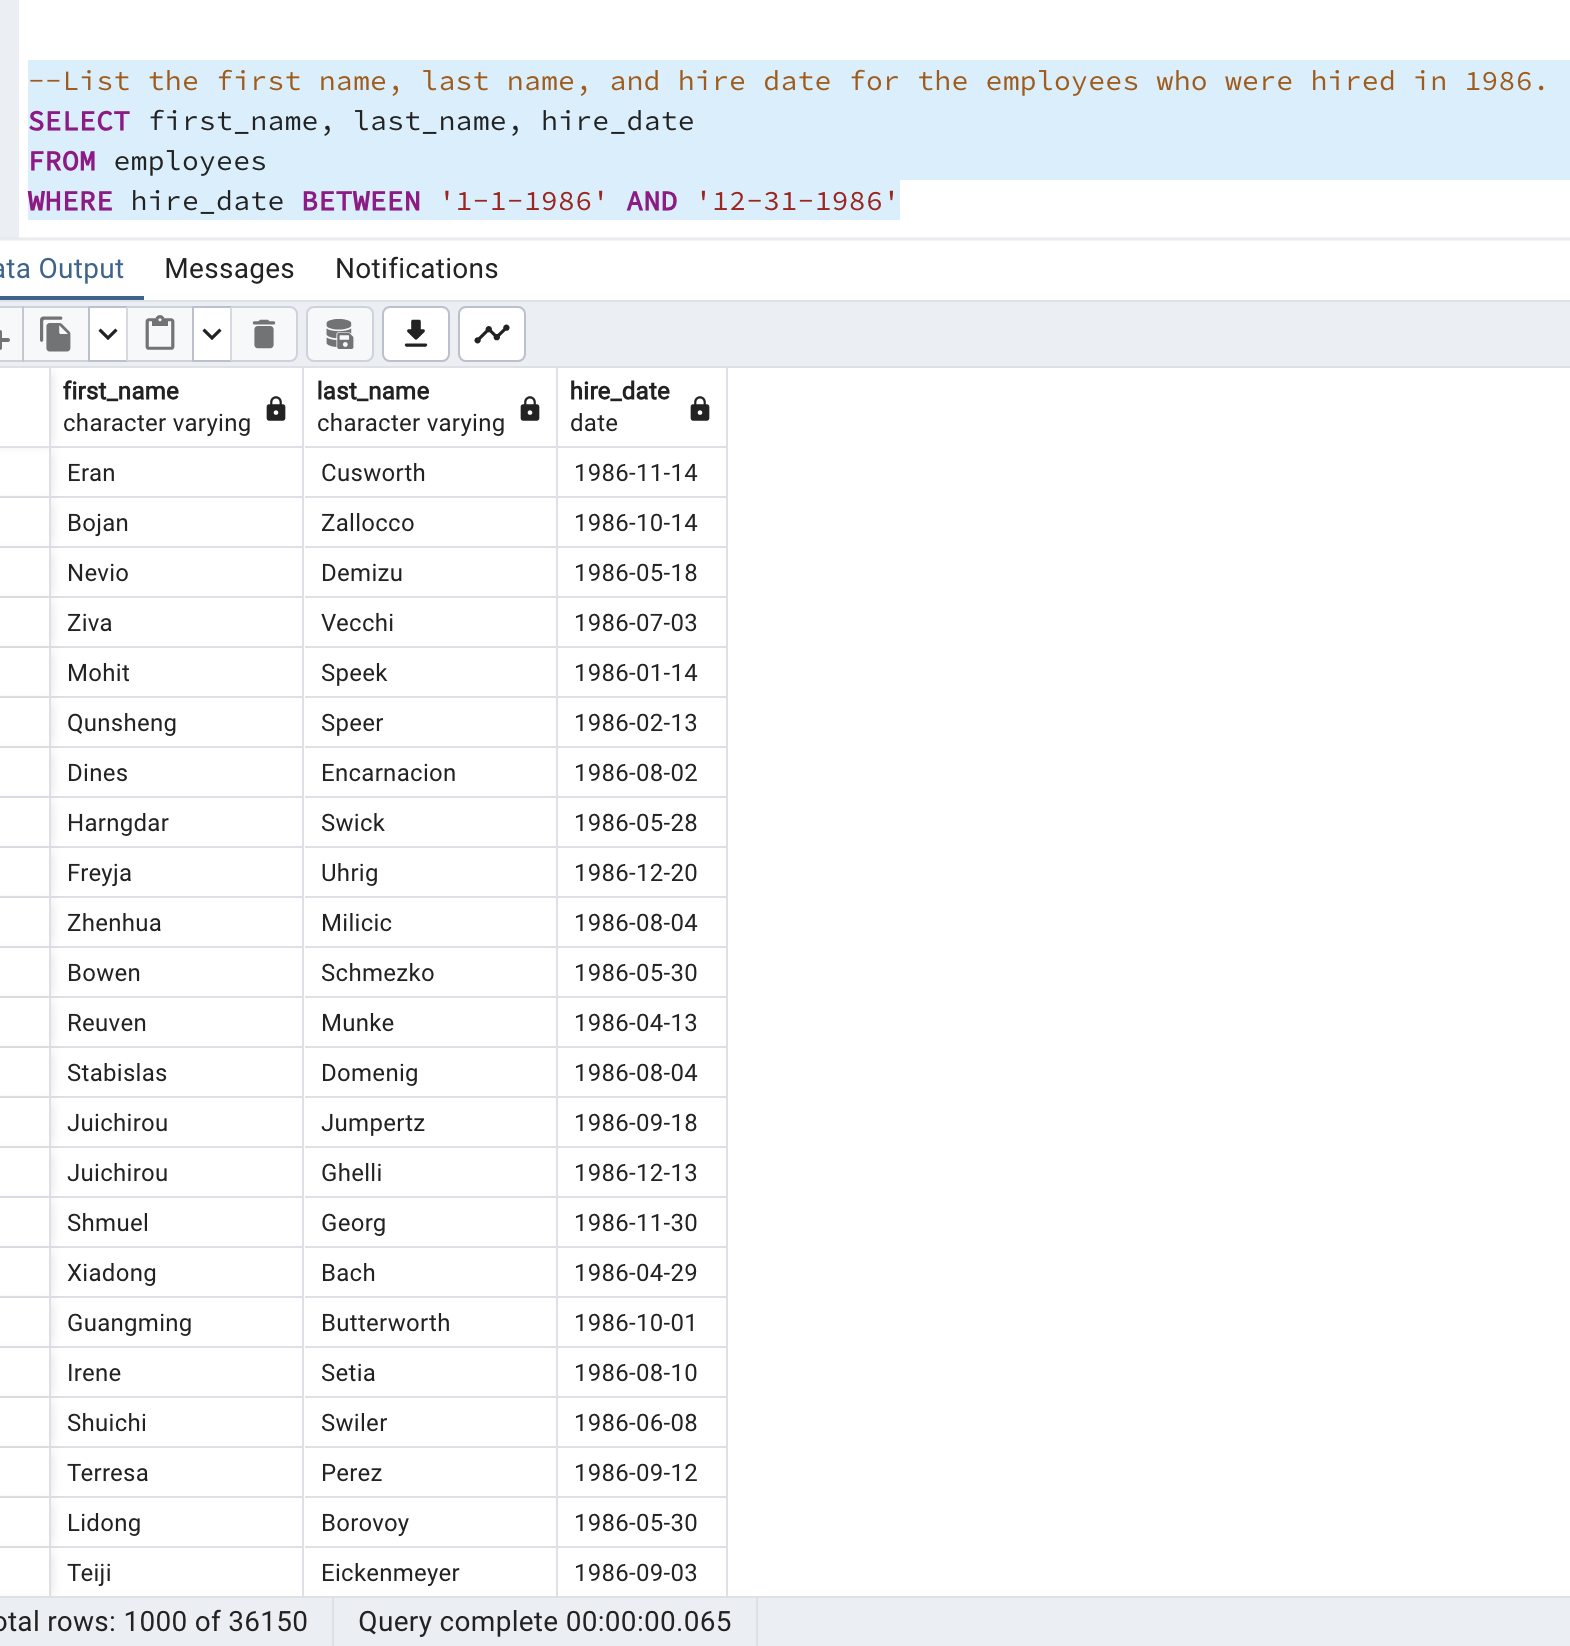 --List the first name, last name, and hire date for the employees who were hired in 1986.
SELECT first_name, last_name, hire_date
FROM employees
WHERE hire_date BETWEEN '1-1-1986' AND '12-31-1986'
ata Output Messages Notifications
first_name last_name hire_date
character varying character varying date
Eran Cusworth 1986-11-14
Bojan Zallocco 1986-10-14
Nevio Demizu 1986-05-18
Ziva Vecchi 1986-07-03
Mohit Speek 1986-01-14
Qunsheng Speer 1986-02-13
Dines Encarnacion 1986-08-02
Harngdar Swick 1986-05-28
Freyja Uhrig 1986-12-20
Zhenhua Milicic 1986-08-04
Bowen Schmezko 1986-05-30
Reuven Munke 1986-04-13
Stabislas Domenig 1986-08-04
Juichirou Jumpertz 1986-09-18
Juichirou Ghelli 1986-12-13
Shmuel Georg 1986-11-30
Xiadong Bach 1986-04-29
Guangming Butterworth 1986-10-01
Irene Setia 1986-08-10
Shuichi Swiler 1986-06-08
Terresa Perez 1986-09-12
Lidong Borovoy 1986-05-30
Teiji Eickenmeyer 1986-09-03
otal rows: 1000 of 36150 Query complete 00:00:00.065